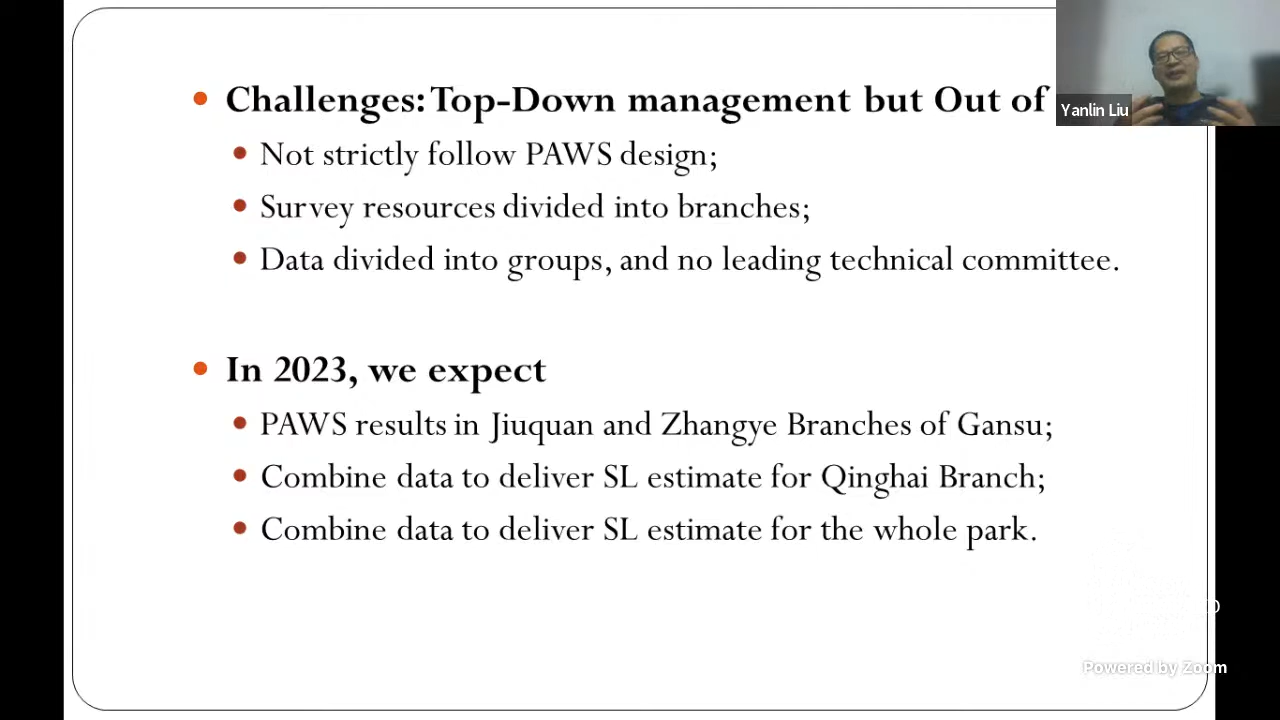 Challenges: Top-Down management but Out of
Yanlin Liu
Not strictly follow PAWS design;
Survey resources divided into branches;
Data divided into groups, and no leading technical committee.
In 2023, we expect
PAWS results in Jiuquan and Zhangye Branches of Gansu;
Combine data to deliver SL estimate for Qinghai Branch;
Combine data to deliver SL estimate for the whole park.
Powered by Zoom